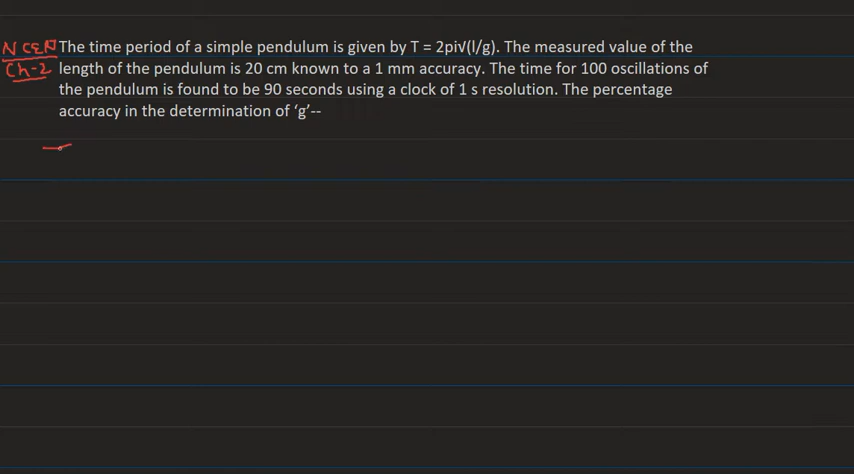 NCER
Ch-2
The time period of a simple pendulum is given by T = 2piv(l/g). The measured value of the
length of the pendulum is 20 cm known to a 1 mm accuracy. The time for 100 oscillations of
the pendulum is found to be 90 seconds using a clock of 1 s resolution. The percentage
accuracy in the determination of ‘g’--